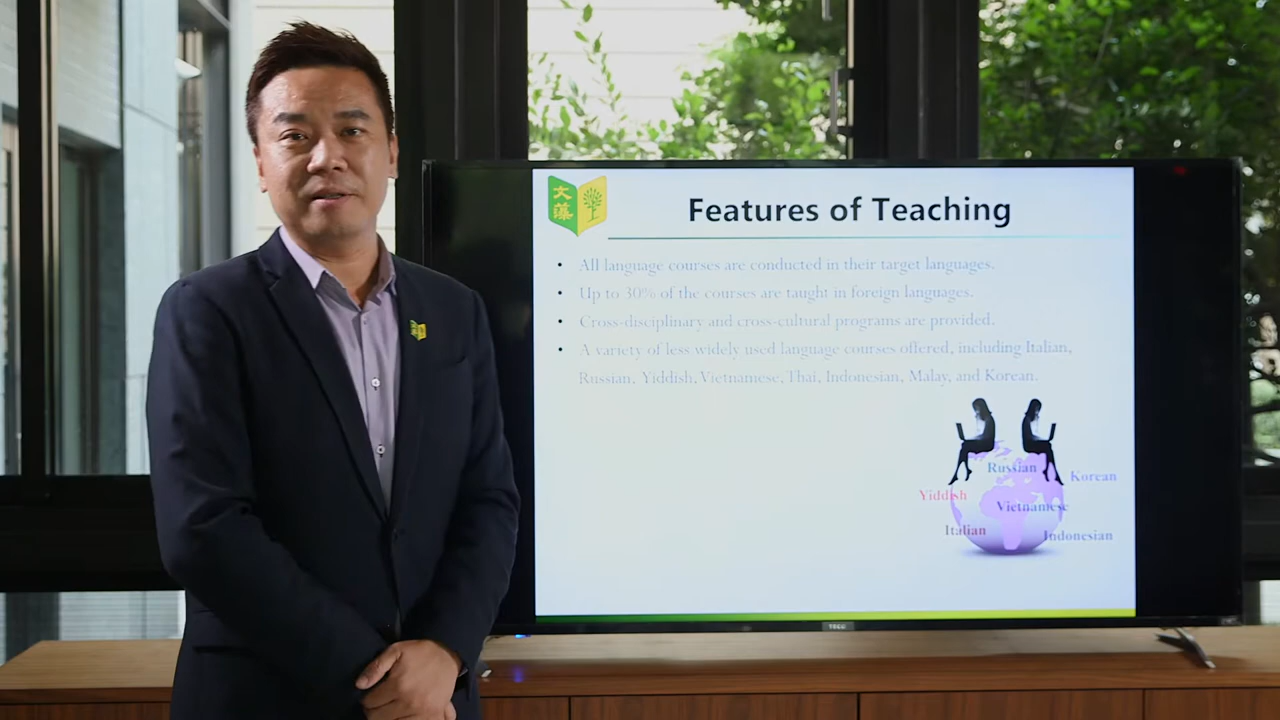 文
藻
Features of Teaching
• All language courses are conducted in their target languages.
• Up to 30% of the courses are taught in foreign languages.
• Cross-disciplinary and cross-cultural programs are provided.
• A variety of less widely used language courses offered, including Italian,
Russian, Yiddish, Vietnamese, Thai, Indonesian, Malay, and Korean.
Russian
Korean
Yiddish
Vietnamese
Italian
Indonesian